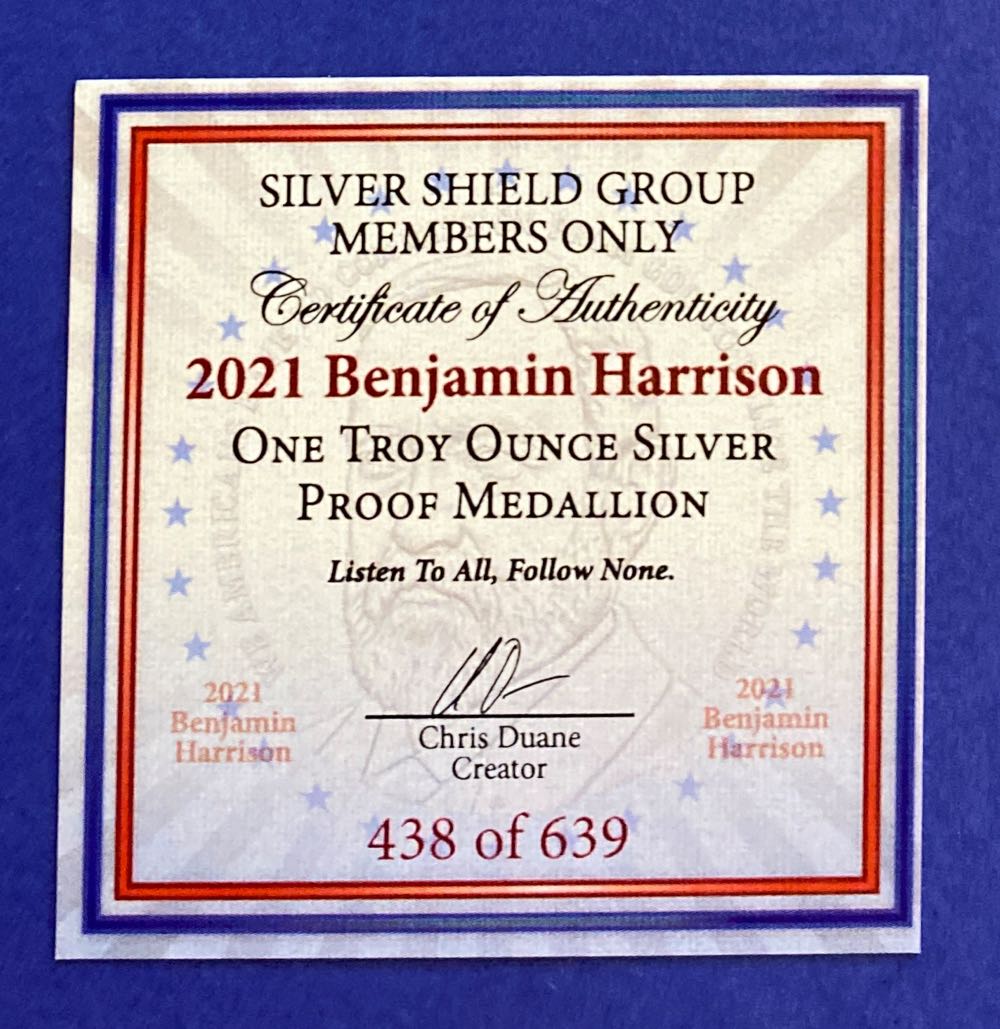 SILVER SHIELD GROUP
MEMBERS ONLY
Certificate of Authenticity
2021 Benjamin Harrison
ONE TROY OUNCE SILVER
PROOF MEDALLION
Listen To All, Follow None.
Chris Duane
Creator
2021
Benjamin
Harrison
2021
Benjamin
Harrison
438 of 639